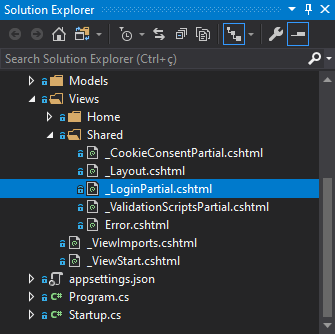 Solution Explorer
Search Solution Explorer (Ctrl+ç)
Models
Views
Home
Shared
_CookieConsentPartial.cshtml
_Layout.cshtml
_LoginPartial.cshtml
_ValidationScriptsPartial.cshtml
Error.cshtml
_ViewImports.cshtml
_ViewStart.cshtml
appsettings.json
C# Program.cs
C# Startup.cs